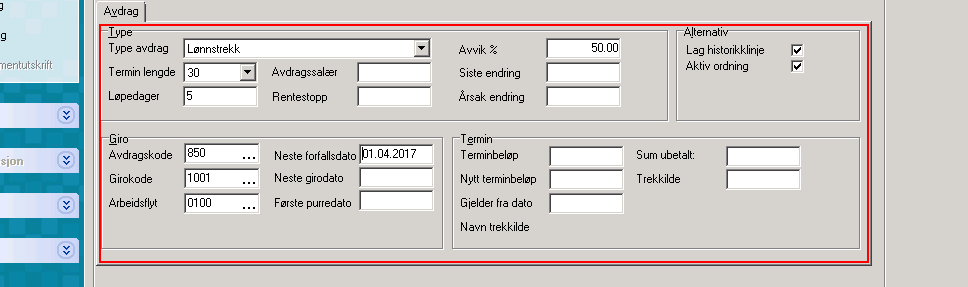 g
mentutskrift
sjon
Avdrag
Type
Type avdrag Lønnstrekk
Termin lengde 30 Avdragssalær
Løpedager 5 Rentestopp
Avvik % 50.00
Siste endring
Årsak endring
Alternativ
Lag historikklinje
Aktiv ordning
Giro
Avdragskode 850 ... Neste forfallsdato 01.04.2017
Girokode 1001 ... Neste girodato
Arbeidsflyt 0100 ... Første purredato
Termin
Terminbeløp Sum ubetalt:
Nytt terminbeløp Trekkilde
Gjelder fra dato
Navn trekkilde